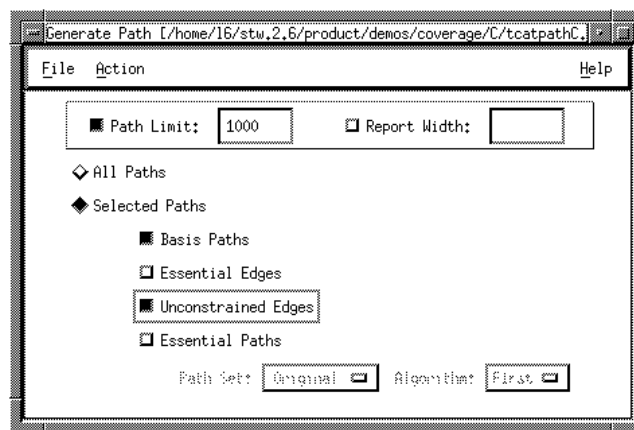 Generate Path [/home/l6/stw.2.6/product/demos/coverage/C/tcatpathC.
File Action Help
Path Limit: 1000 Report Width:
All Paths
Selected Paths
Basis Paths
Essential Edges
Unconstrained Edges
Essential Paths
Path Set: Original Algorithm: First